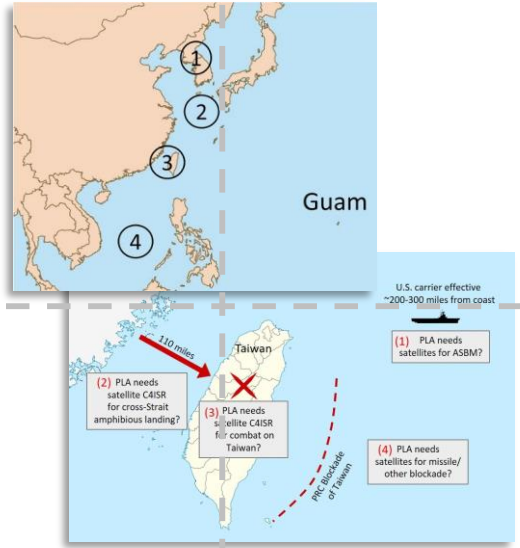 1
2
3
4
Guam
U.S. carrier effective
~200-300 miles from coast
(1) PLA needs
satellites for ASBM?
110 miles
Taiwan
(2) PLA needs
satellite C4ISR
for cross-Strait
amphibious landing?
(3) PLA needs
satellite C4ISR
for combat on
Taiwan?
PRC Blockade
of Taiwan
(4) PLA needs
satellites for missile/
other blockade?